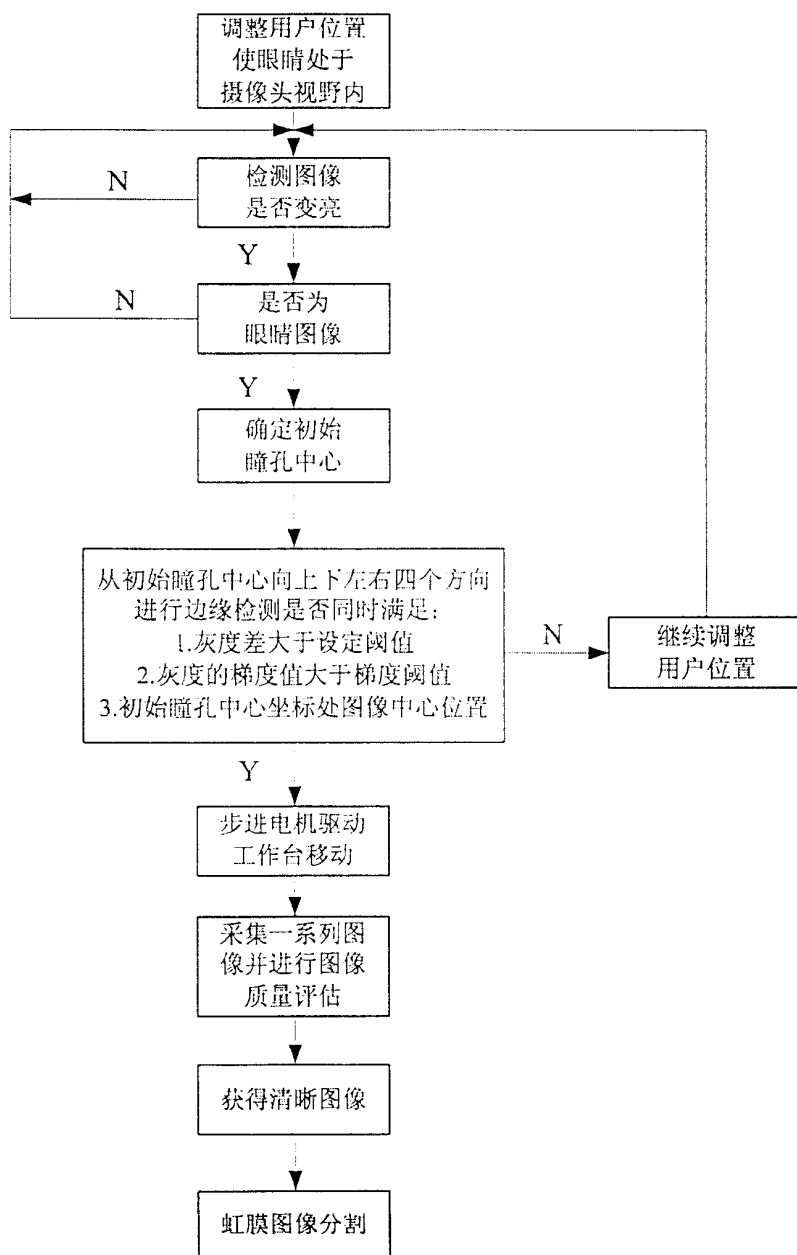 调整用户位置
使眼睛处于
摄像头视野内
N
检测图像
是否变亮
Y
N
是否为
眼睛图像
Y
确定初始
瞳孔中心
从初始瞳孔中心向上下左右四个方向
进行边缘检测是否同时满足:
1.灰度差大于设定阈值
2.灰度的梯度值大于梯度阈值
3.初始瞳孔中心坐标处图像中心位置
N
继续调整
用户位置
Y
步进电机驱动
工作台移动
采集一系列图
像并进行图像
质量评估
获得清晰图像
虹膜图像分割